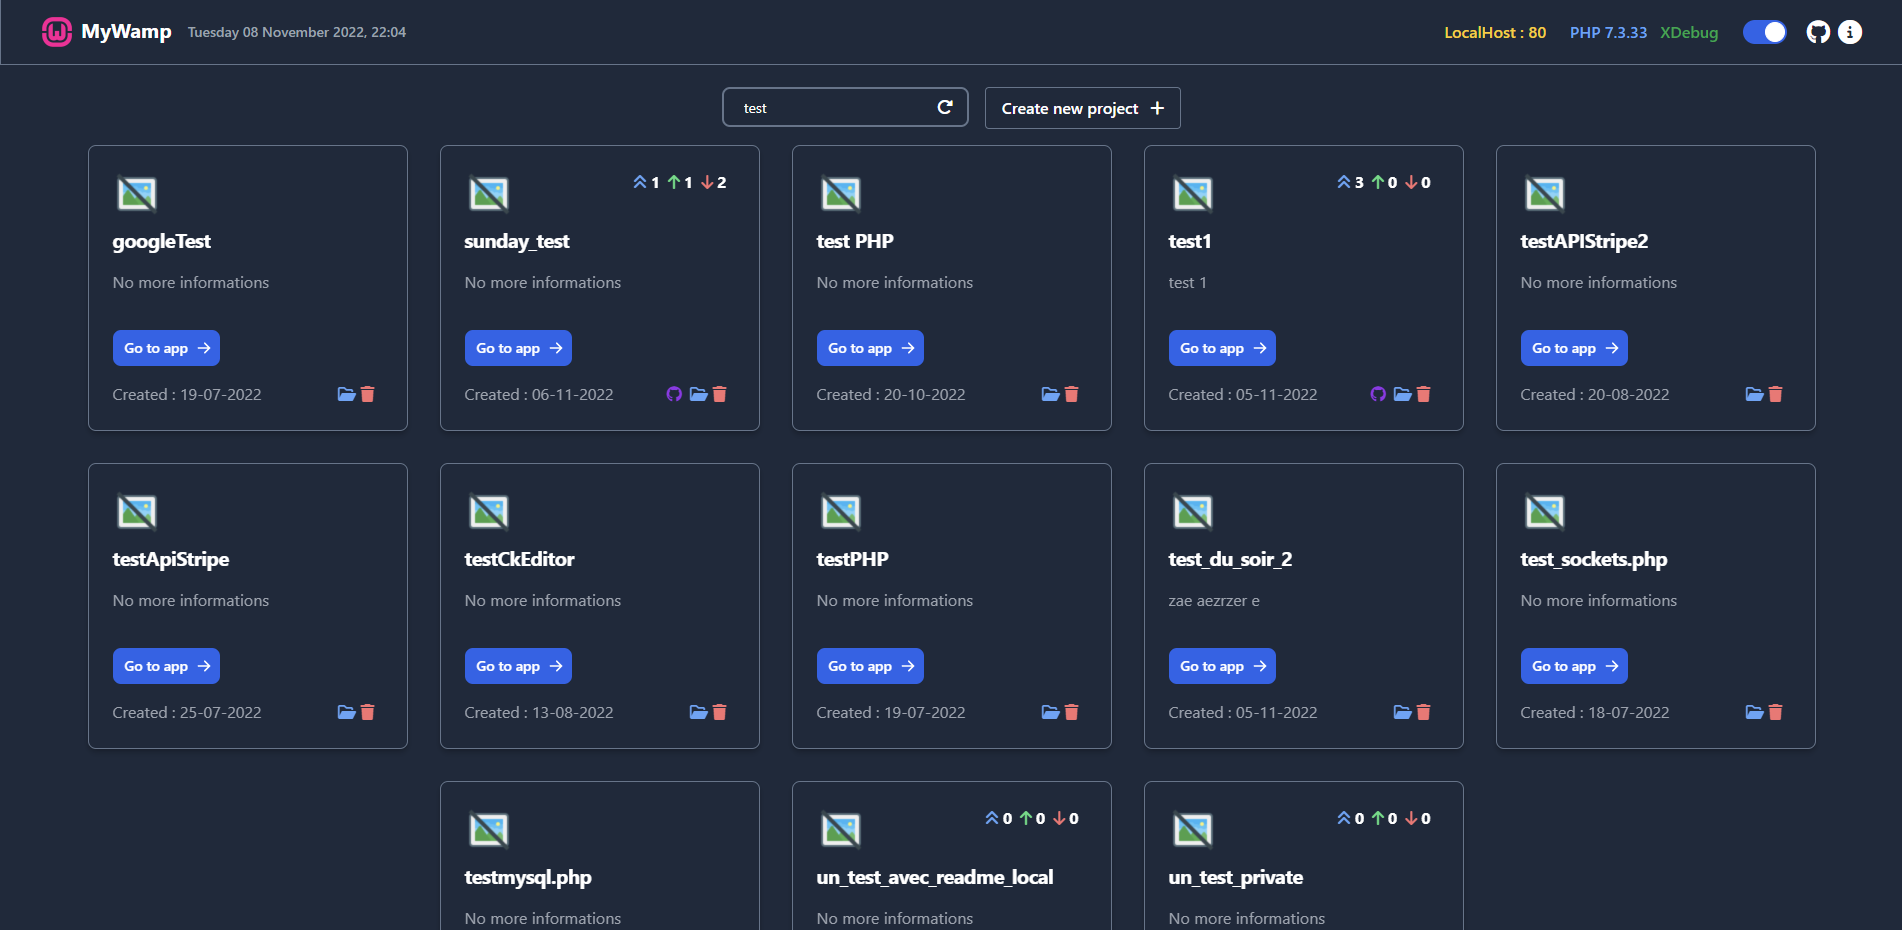 MyWamp Tuesday 08 November 2022, 22:04 LocalHost : 80 PHP 7.3.33 XDebug
test Create new project
1 1 2 3 0 0
googleTest sunday_test test PHP test1 testAPIStripe2
No more informations No more informations No more informations test 1 No more informations
Go to app Go to app Go to app Go to app Go to app
Created : 19-07-2022 Created : 06-11-2022 Created : 20-10-2022 Created : 05-11-2022 Created : 20-08-2022
testApiStripe testCkEditor testPHP test_du_soir_2 test_sockets.php
No more informations No more informations No more informations zae aezrzer e No more informations
Go to app Go to app Go to app Go to app Go to app
Created : 25-07-2022 Created : 13-08-2022 Created : 19-07-2022 Created : 05-11-2022 Created : 18-07-2022
0 0 0 0 0 0
testmysql.php un_test_avec_readme_local un_test_private
No more informations No more informations No more informations